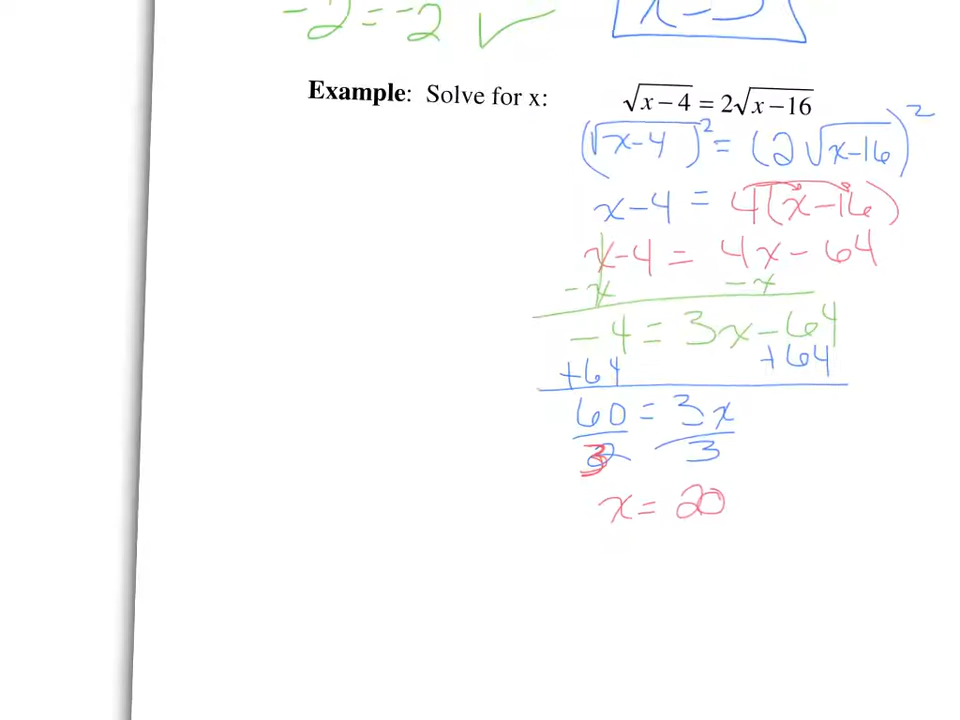 -2 = -2 ✓
x = 5
Example: Solve for x: √(x – 4) = 2√(x – 16)
(√(x-4))² = (2√(x-16))²
x-4 = 4(x-16)
x-4 = 4x - 64
-x -x
-4 = 3x - 64
+64 +64
60 = 3x
3 3
x = 20